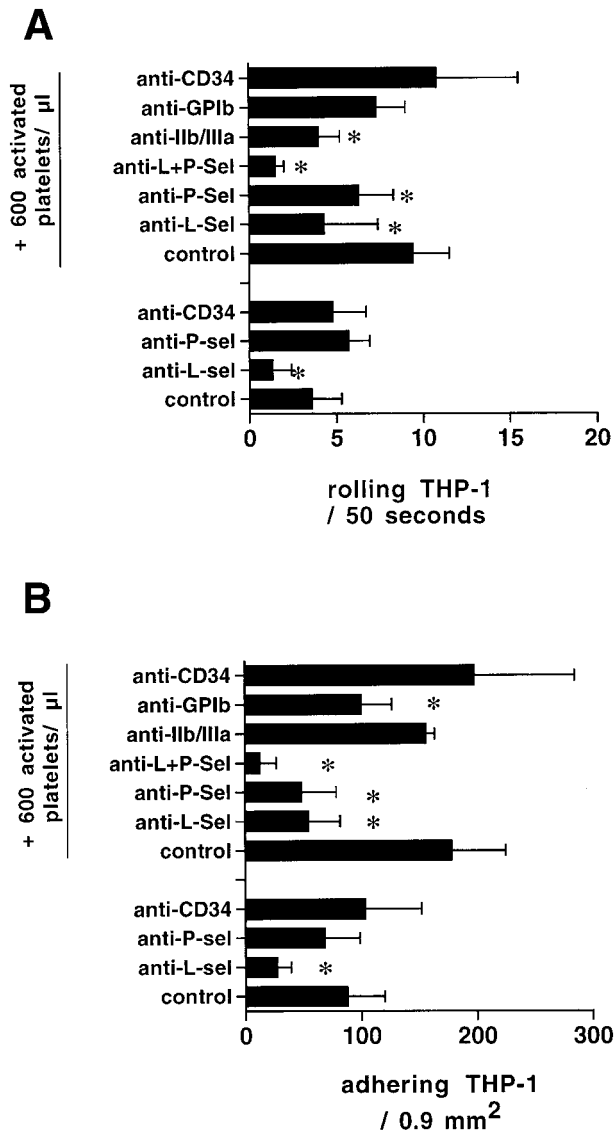 A
+ 600 activated
platelets/ µl
anti-CD34
anti-GPIb
anti-IIb/IIIa
*
anti-L+P-Sel
*
anti-P-Sel
*
anti-L-Sel
*
control
anti-CD34
anti-P-sel
anti-L-sel
*
control
0 5 10 15 20
rolling THP-1
/ 50 seconds
B
+ 600 activated
platelets/ µl
anti-CD34
anti-GPIb
*
anti-IIb/IIIa
anti-L+P-Sel
*
anti-P-Sel
*
anti-L-Sel
*
control
anti-CD34
anti-P-sel
anti-L-sel
*
control
0 100 200 300
adhering THP-1
/ 0.9 mm²